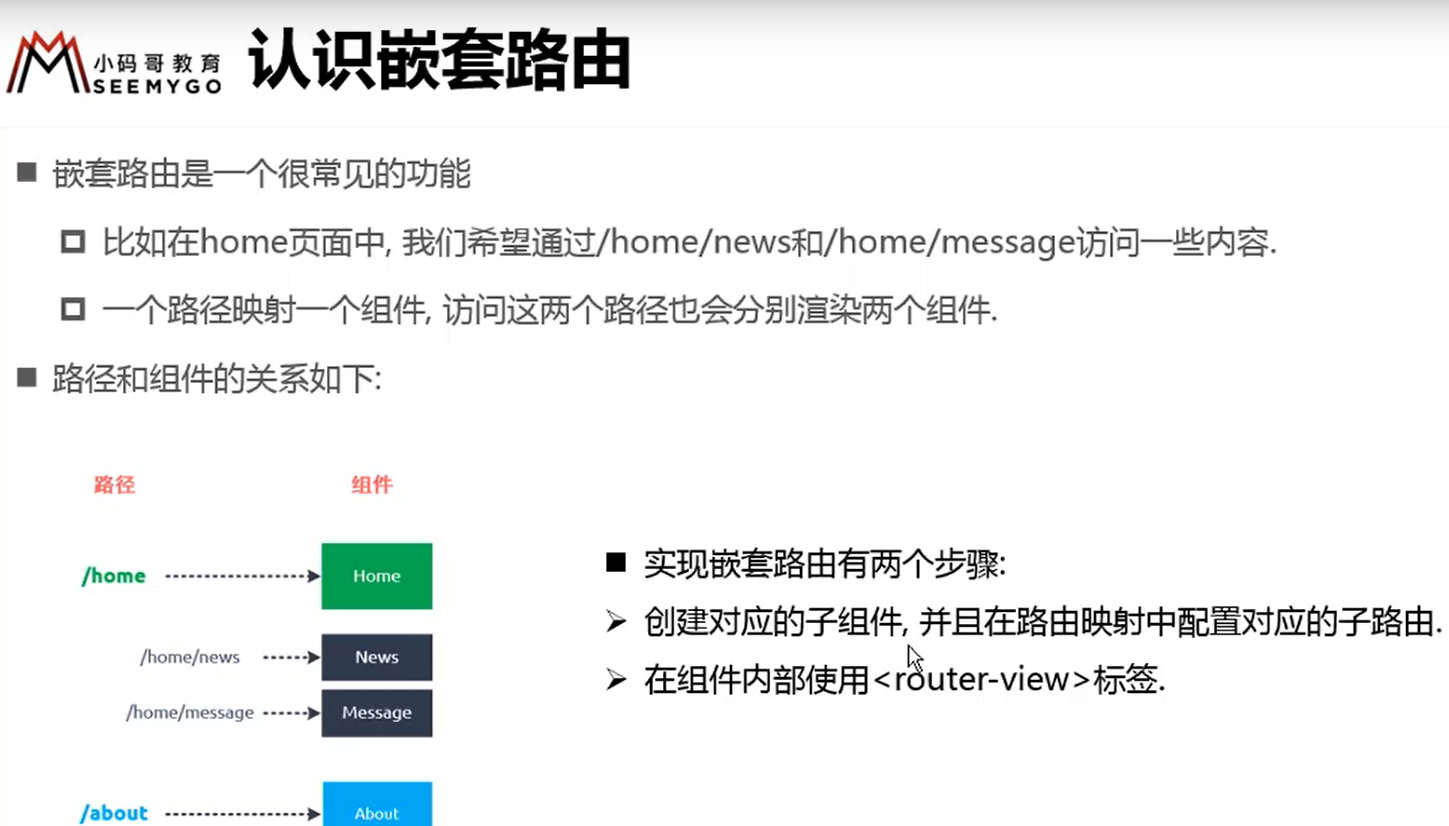 小码哥教育
SEEMYGO
认识嵌套路由
嵌套路由是一个很常见的功能
比如在home页面中, 我们希望通过/home/news和/home/message访问一些内容.
一个路径映射一个组件, 访问这两个路径也会分别渲染两个组件.
路径和组件的关系如下:
路径 组件
/home Home
/home/news News
/home/message Message
/about About
实现嵌套路由有两个步骤:
创建对应的子组件, 并且在路由映射中配置对应的子路由.
在组件内部使用<router-view>标签.